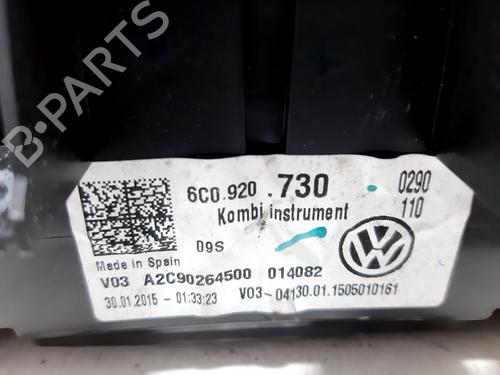 B-PARTS
6C0.920 .730 0290
Kombi instrument 110
09S
Made in Spain
V03 A2C90264500 014082
30.01.2015 - 01:33:23 V03-04130.01.1505010161